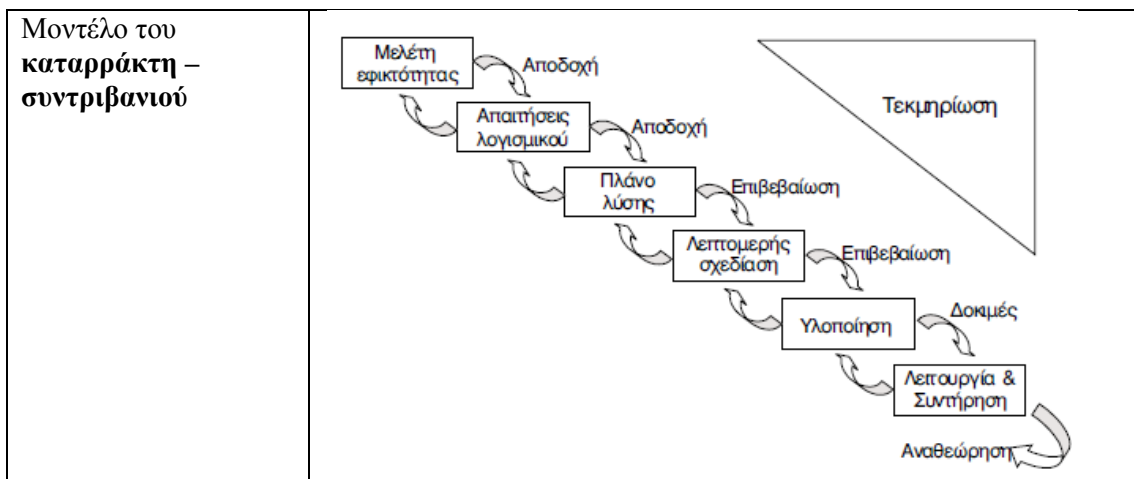 Μοντέλο του
καταρράκτη –
συντριβανιού
Μελέτη
εφικτότητας
Αποδοχή
Απαιτήσεις
λογισμικού
Αποδοχή
Πλάνο
λύσης
Επιβεβαίωση
Λεπτομερής
σχεδίαση
Επιβεβαίωση
Υλοποίηση
Δοκιμές
Λειτουργία &
Συντήρηση
Αναθεώρηση
Τεκμηρίωση